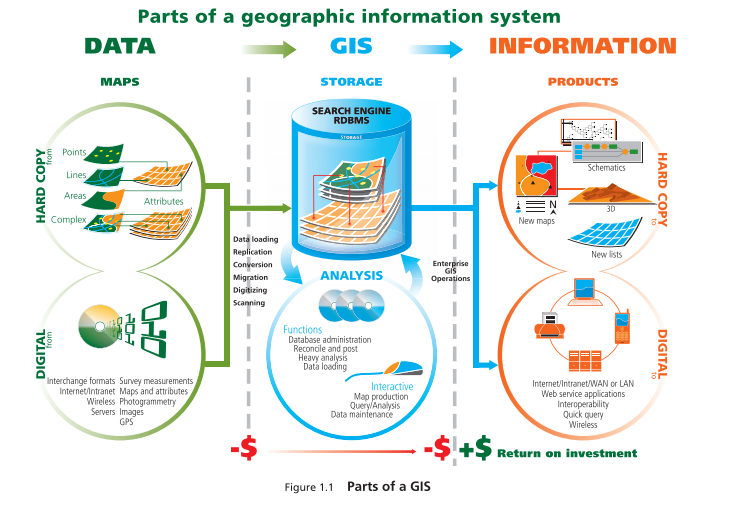 Parts of a geographic information system
DATA
GIS
INFORMATION
MAPS
STORAGE
PRODUCTS
HARD COPY
from
Points
Lines
Areas
Complex
Attributes
SEARCH ENGINE
RDBMS
STORAGE
Schematics
New maps
N
3D
New lists
HARD COPY
to
Data loading
Replication
Conversion
Migration
Digitizing
Scanning
Enterprise
GIS
Operations
DIGITAL
from
Interchange formats
Internet/Intranet
Wireless
Servers
Survey measurements
Maps and attributes
Photogrammetry
Images
GPS
ANALYSIS
Functions
Database administration
Reconcile and post
Heavy analysis
Data loading
Interactive
Map production
Query/Analysis
Data maintenance
DIGITAL
to
Internet/Intranet/WAN or LAN
Web service applications
Interoperability
Quick query
Wireless
-$
-$
+$ Return on investment
Figure 1.1 Parts of a GIS